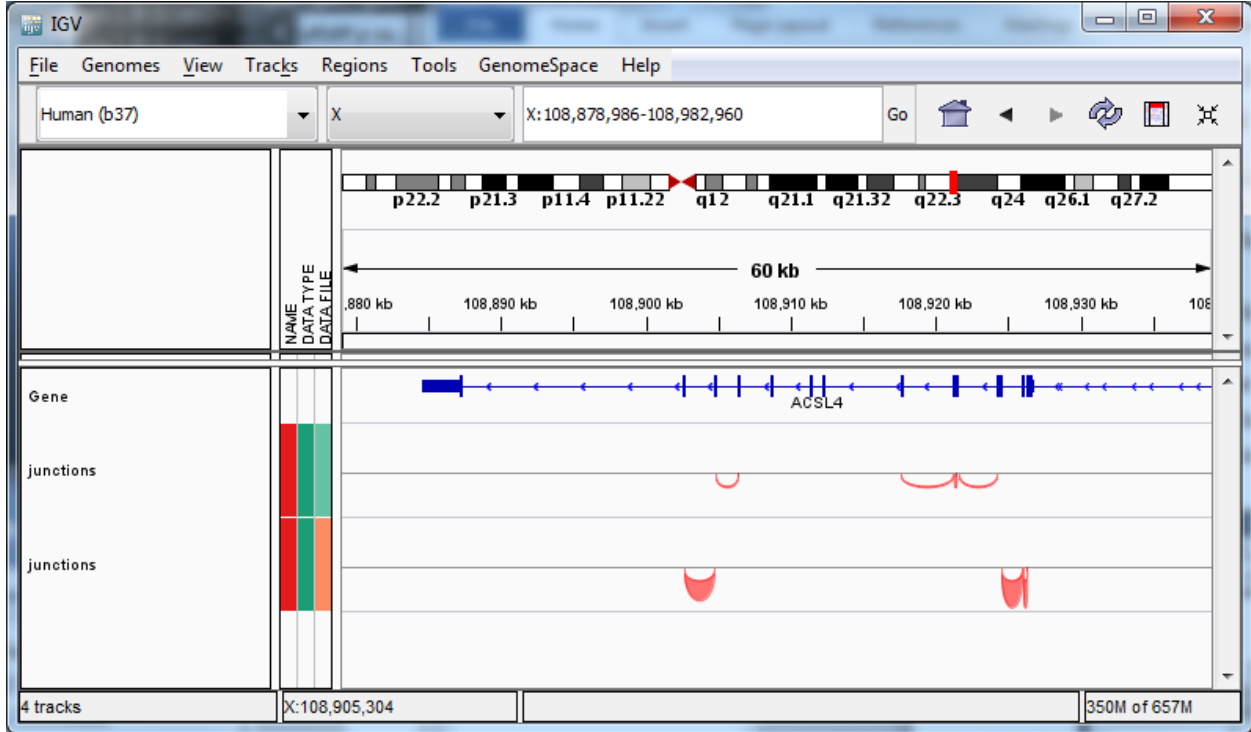 IGV
File Genomes View Tracks Regions Tools GenomeSpace Help
Human (b37) X X:108,878,986-108,982,960 Go
p22.2 p21.3 p11.4 p11.22 q12 q21.1 q21.32 q22.3 q24 q26.1 q27.2
60 kb
NAME
DATA TYPE
DATA FILE
,880 kb 108,890 kb 108,900 kb 108,910 kb 108,920 kb 108,930 kb 108
Gene
ACSL4
junctions
junctions
4 tracks X:108,905,304 350M of 657M